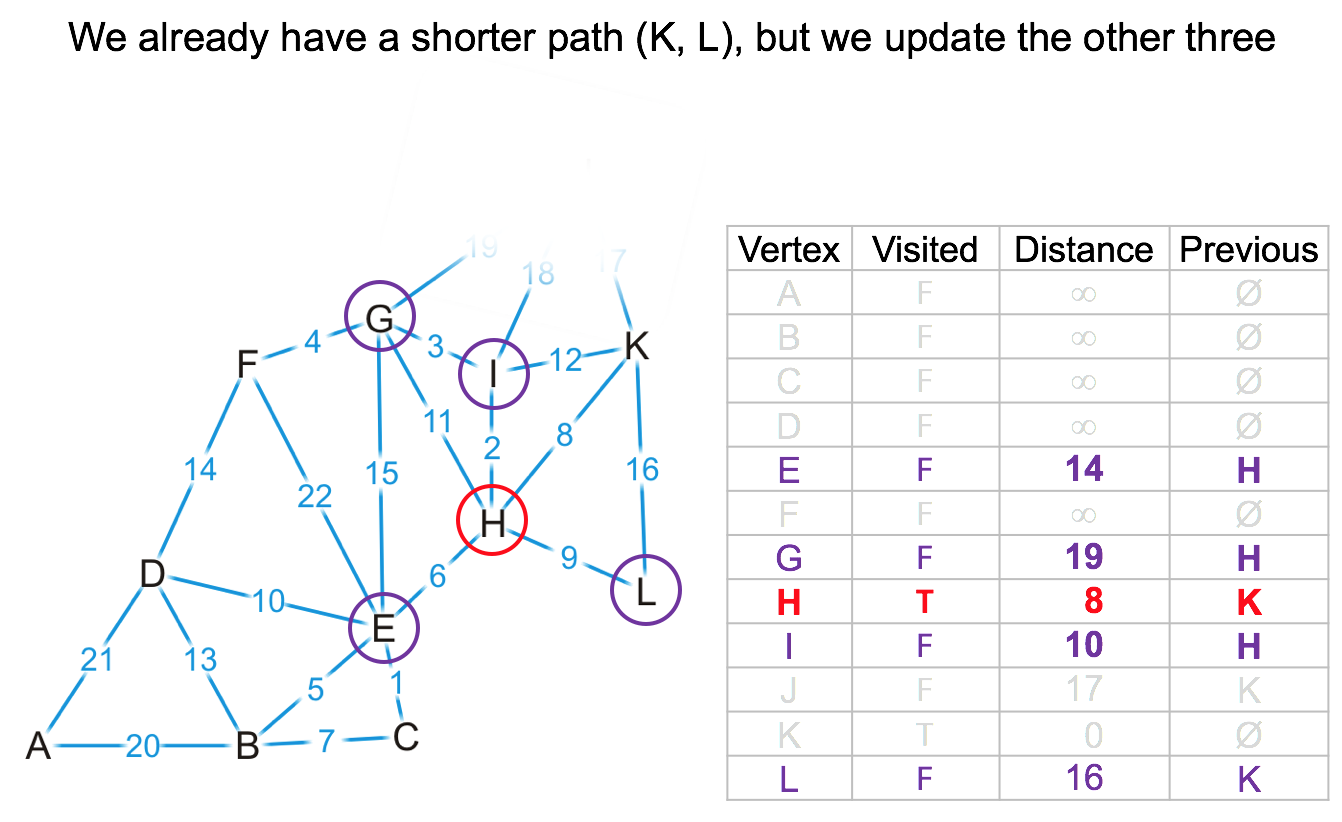 We already have a shorter path (K, L), but we update the other three
19
18
17
G
4
3
F
I
12
K
11
2
8
14
15
16
22
H
9
6
D
10
L
E
21
13
5
1
A
20
B
7
C
Vertex Visited Distance Previous
A F ∞ Ø
B F ∞ Ø
C F ∞ Ø
D F ∞ Ø
E F 14 H
F F ∞ Ø
G F 19 H
H T 8 K
I F 10 H
J F 17 K
K T 0 Ø
L F 16 K